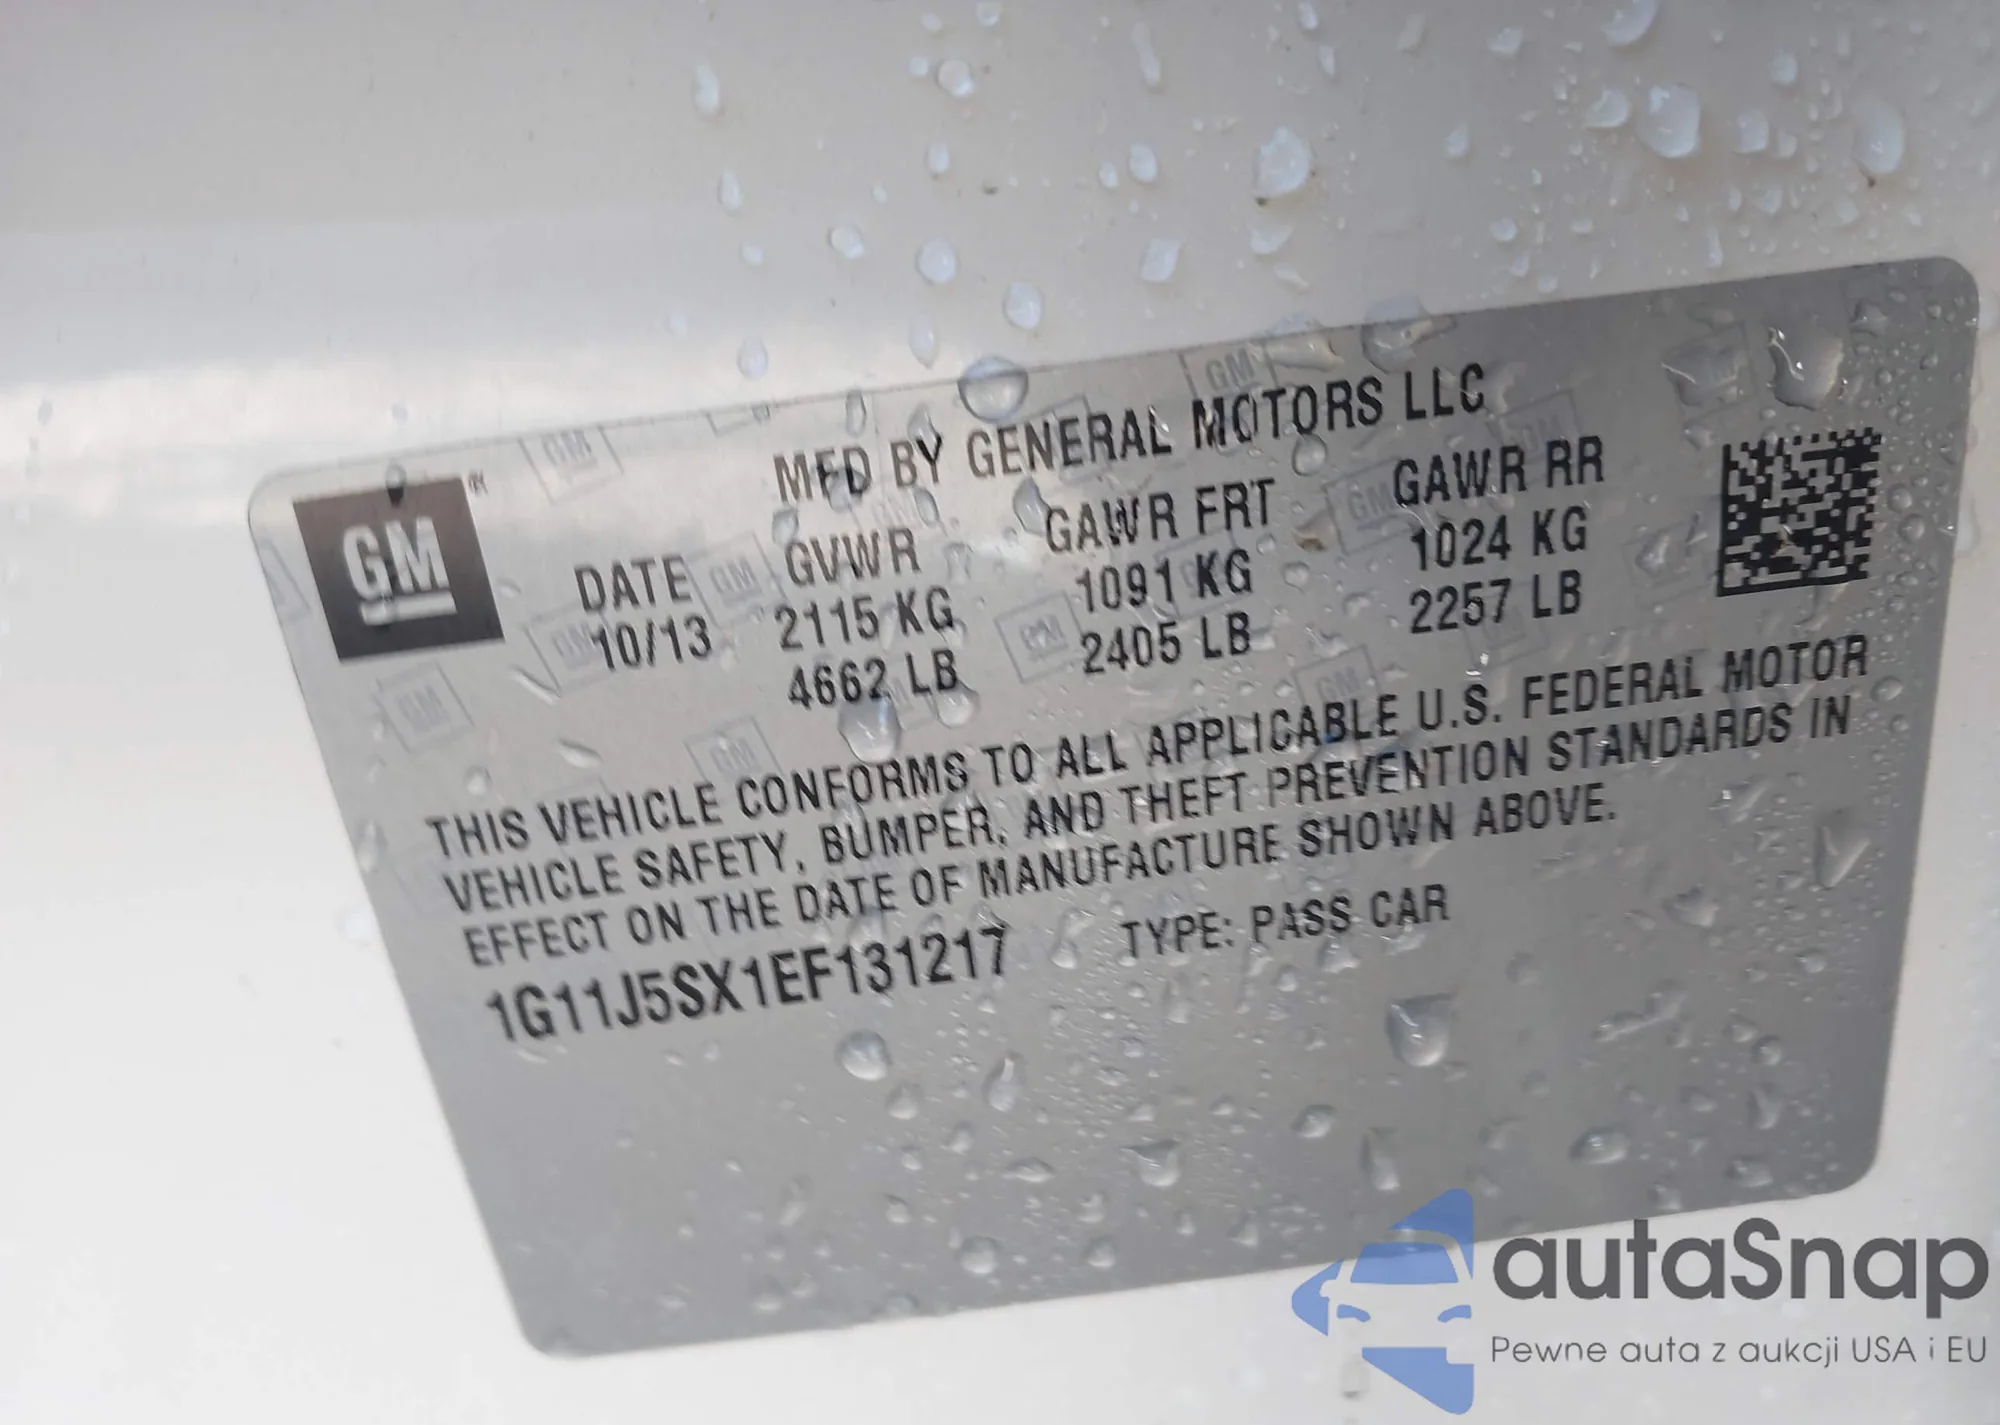 MFD BY GENERAL MOTORS LLC
GM
DATE GVWR GAWR FRT GAWR RR
10/13 2115 KG 1091 KG 1024 KG
4662 LB 2405 LB 2257 LB
THIS VEHICLE CONFORMS TO ALL APPLICABLE U.S. FEDERAL MOTOR
VEHICLE SAFETY, BUMPER, AND THEFT PREVENTION STANDARDS IN
EFFECT ON THE DATE OF MANUFACTURE SHOWN ABOVE.
1G11J5SX1EF131217 TYPE: PASS CAR
autaSnap
Pewne auta z aukcji USA i EU